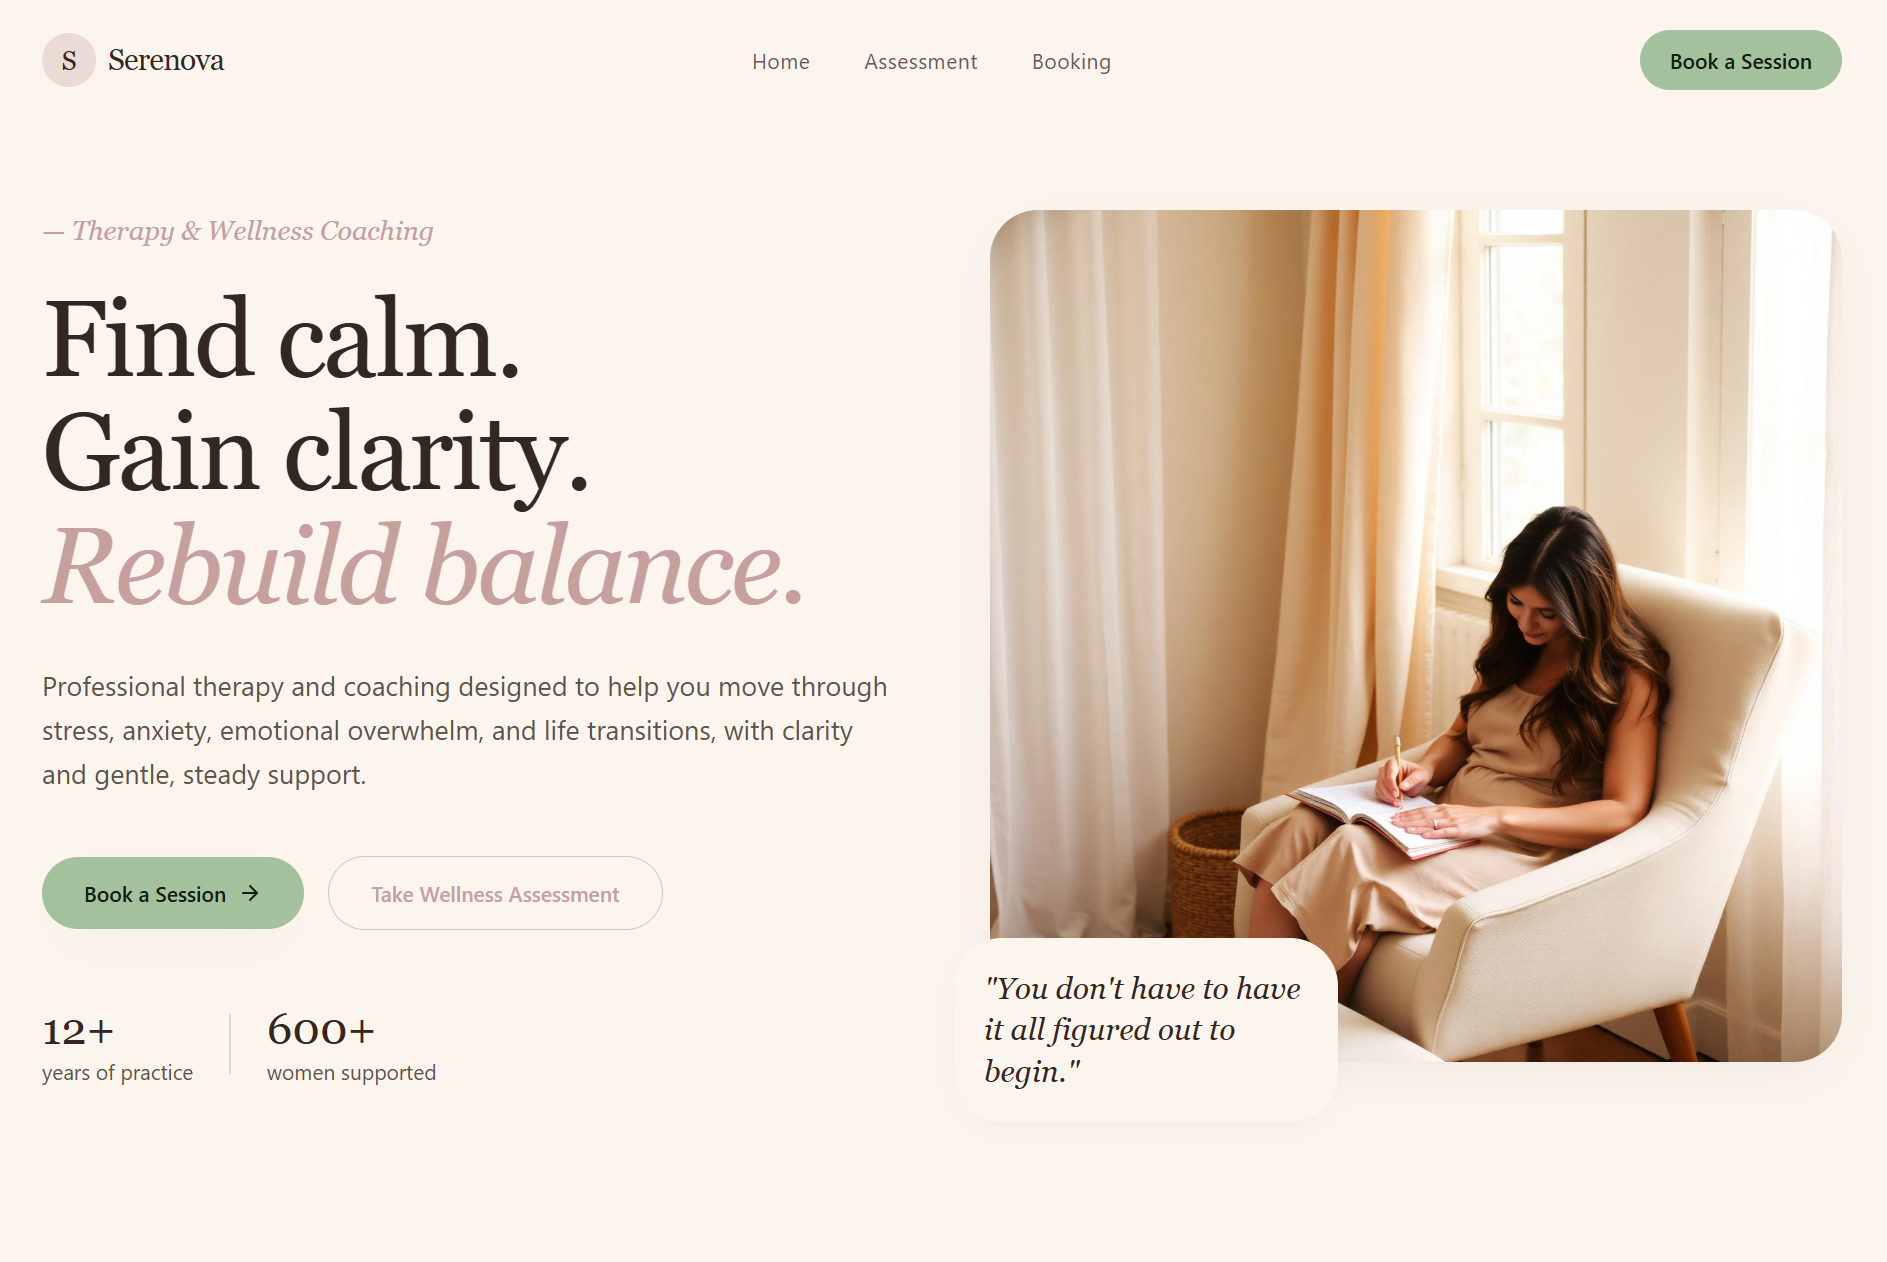 S Serenova
Home Assessment Booking
Book a Session
— Therapy & Wellness Coaching
Find calm.
Gain clarity.
Rebuild balance.
Professional therapy and coaching designed to help you move through
stress, anxiety, emotional overwhelm, and life transitions, with clarity
and gentle, steady support.
Book a Session →
Take Wellness Assessment
12+
years of practice
600+
women supported
"You don't have to have
it all figured out to
begin."